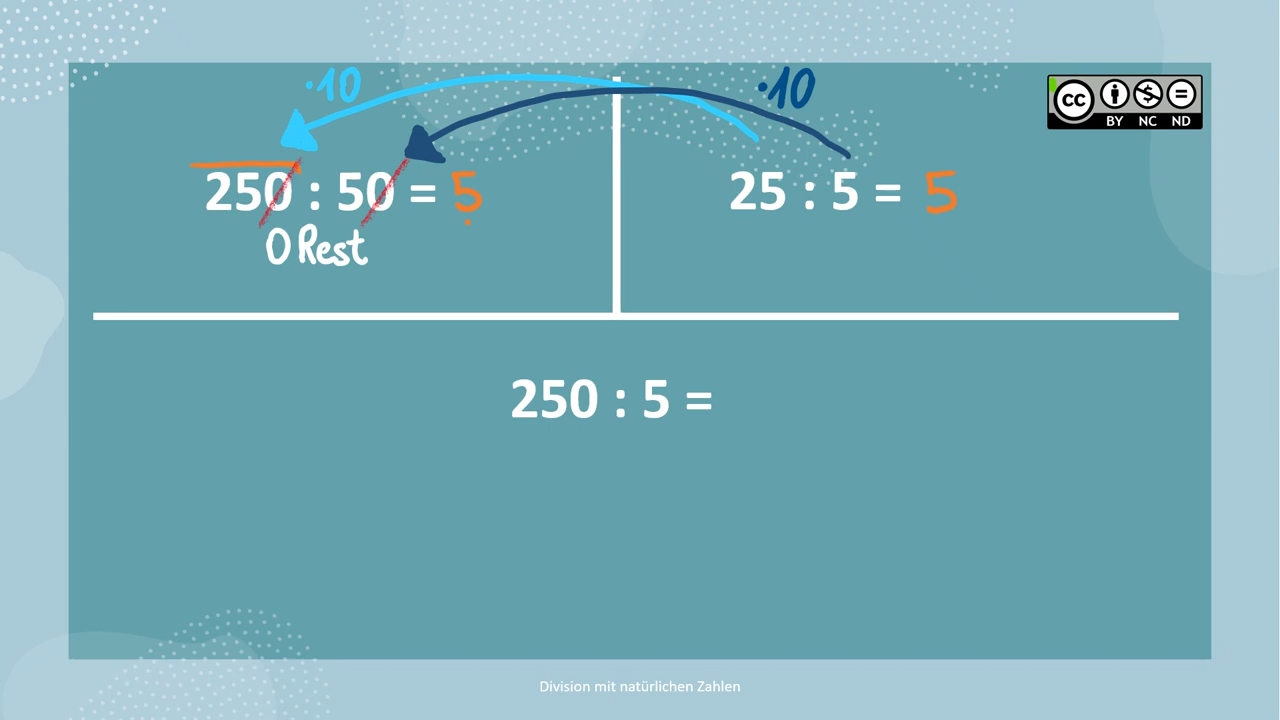 ·10
·10
250 : 50 = 5
0 Rest
25 : 5 = 5
cc BY NC ND
250 : 5 =
Division mit natürlichen Zahlen